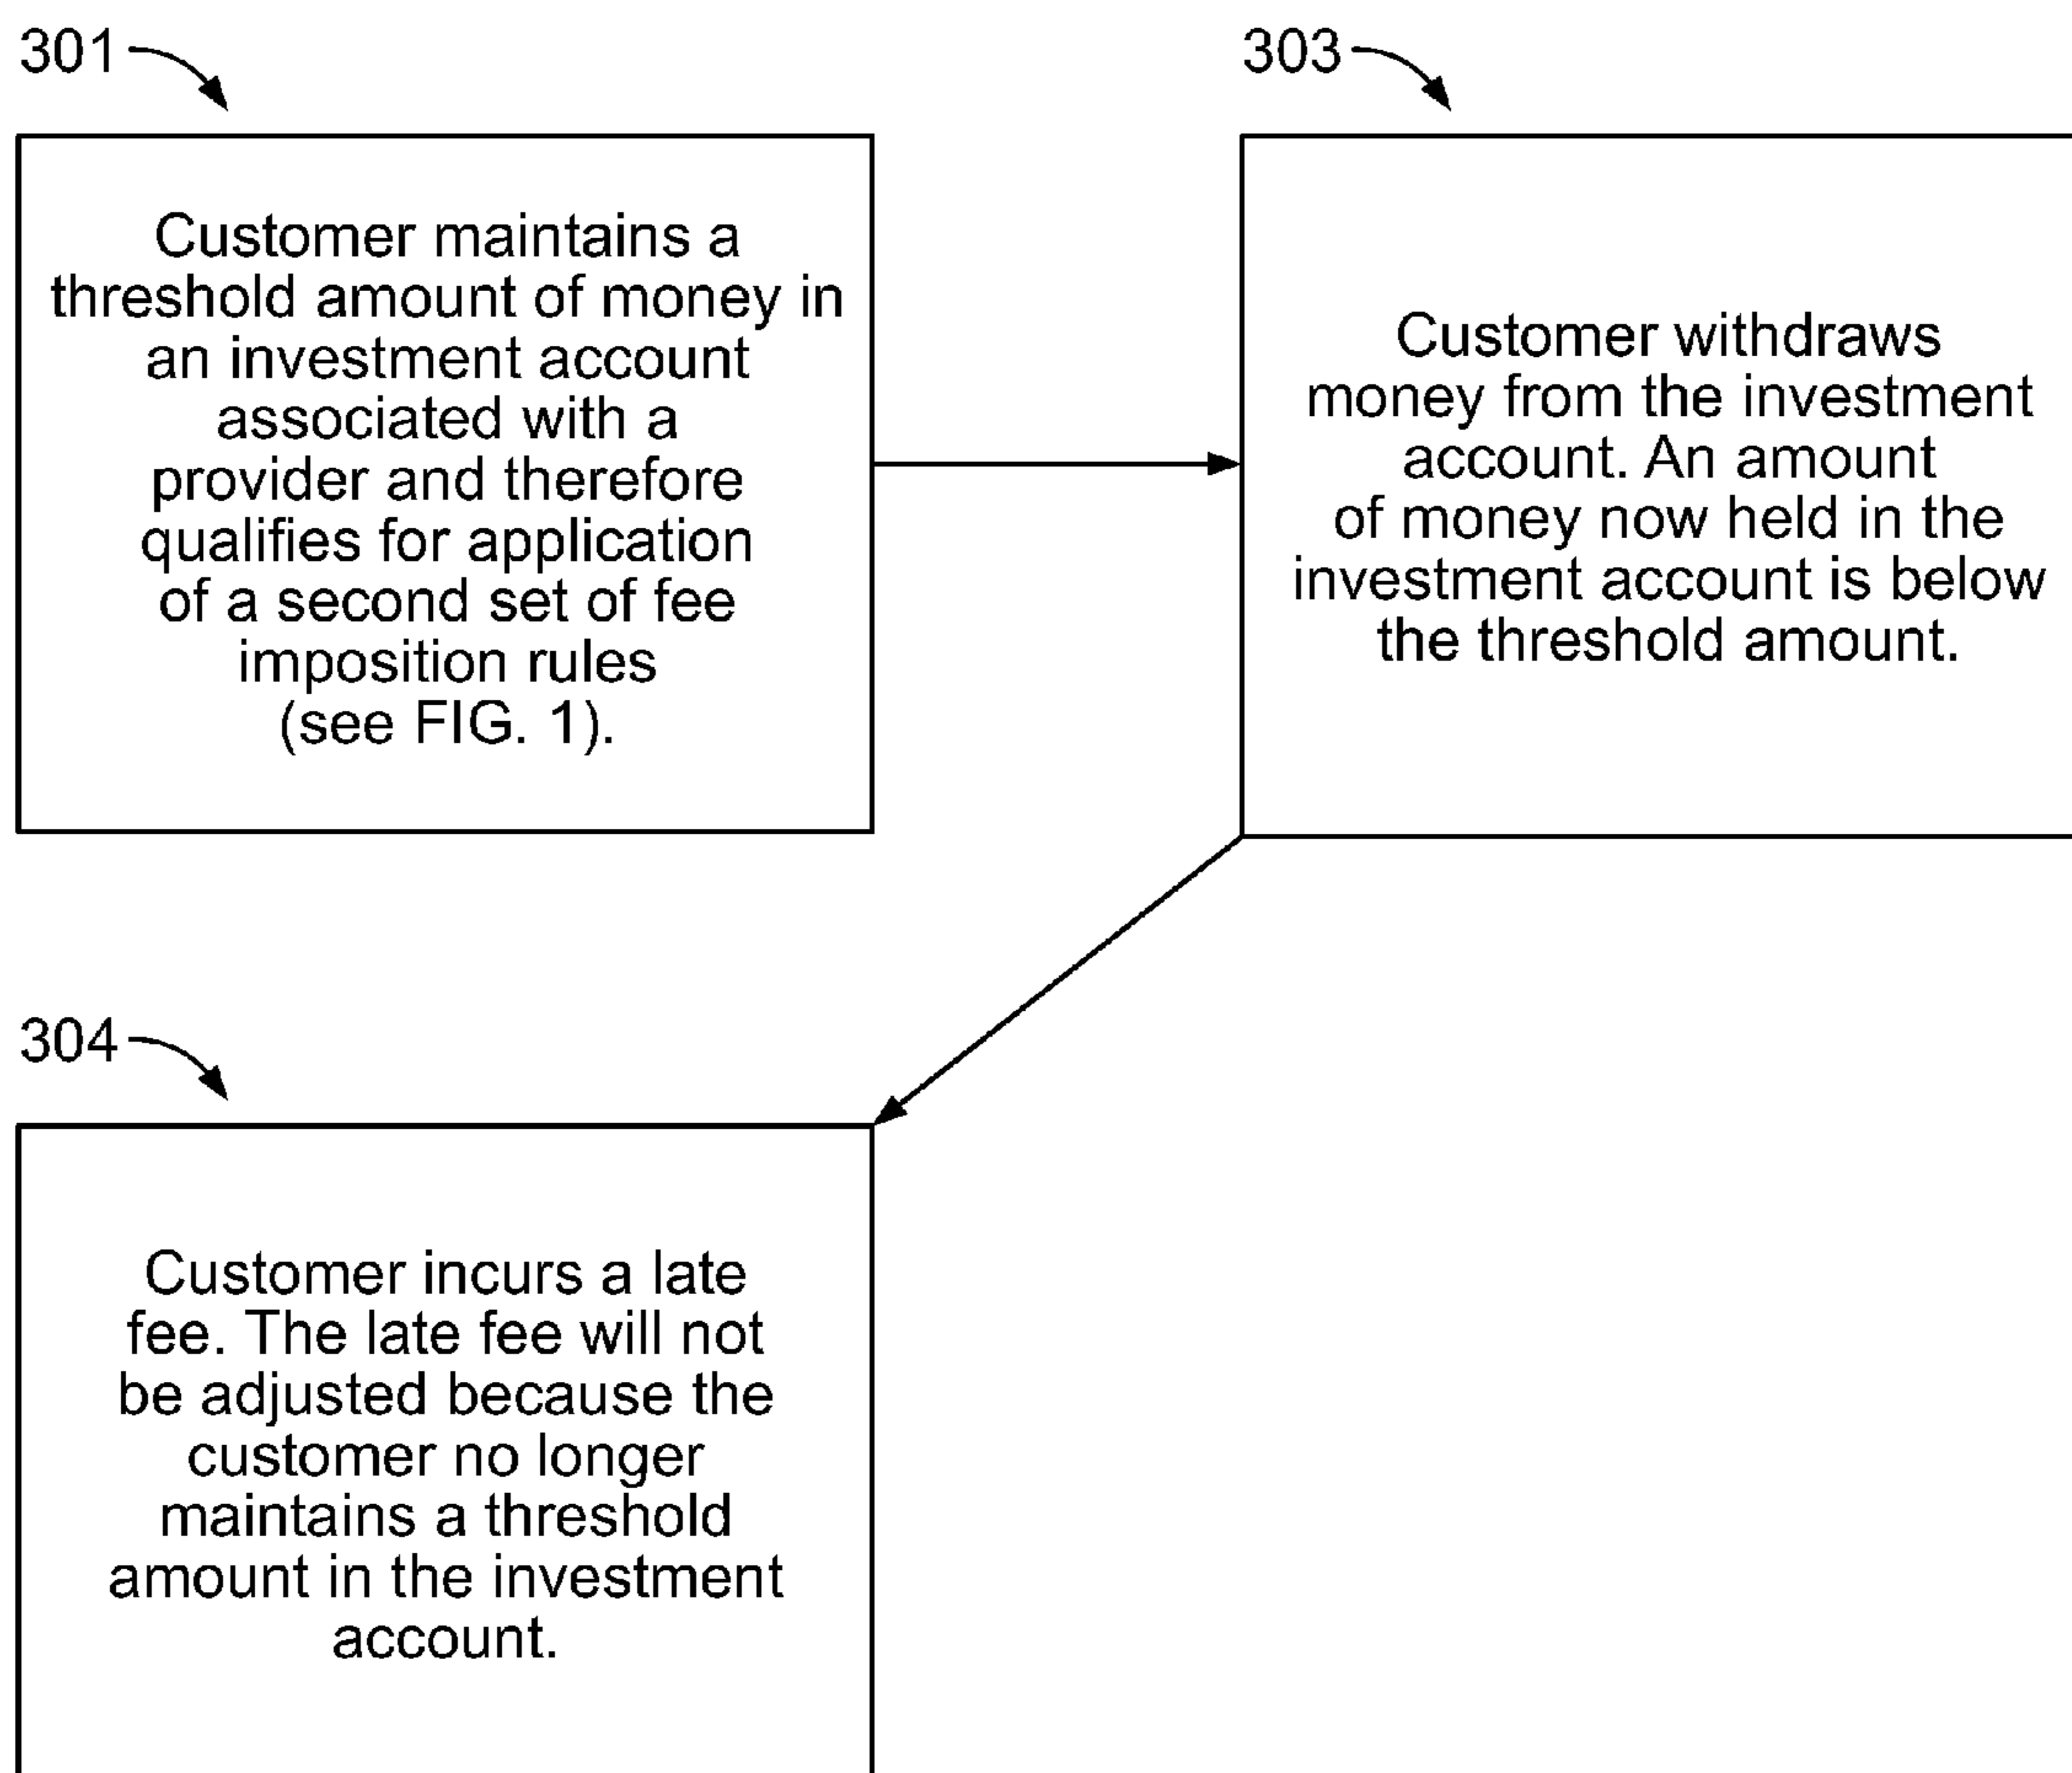 301
Customer maintains a
threshold amount of money in
an investment account
associated with a
provider and therefore
qualifies for application
of a second set of fee
imposition rules
(see FIG. 1).
303
Customer withdraws
money from the investment
account. An amount
of money now held in the
investment account is below
the threshold amount.
304
Customer incurs a late
fee. The late fee will not
be adjusted because the
customer no longer
maintains a threshold
amount in the investment
account.